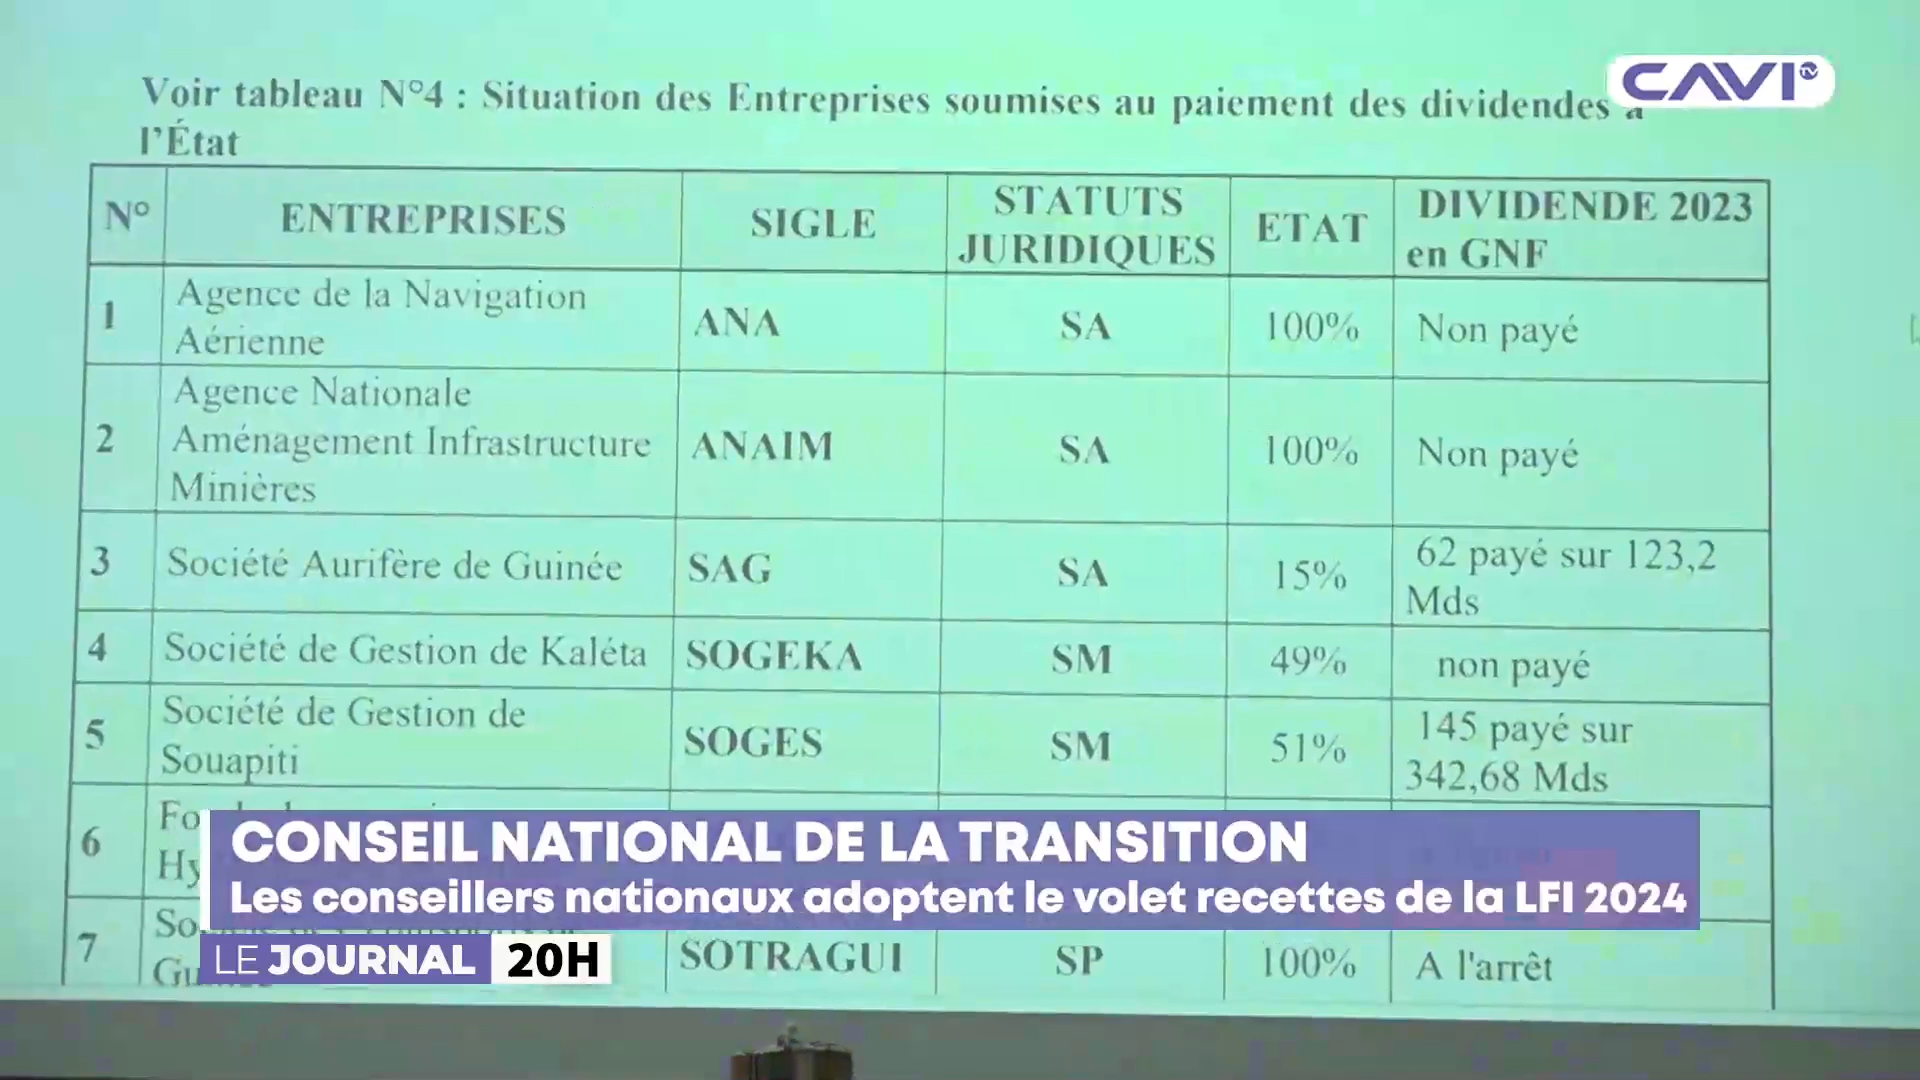 CAVI TV
Voir tableau N°4 : Situation des Entreprises soumises au paiement des dividendes à
l'État
N° ENTREPRISES SIGLE STATUTS JURIDIQUES ETAT DIVIDENDE 2023 en GNF
1 Agence de la Navigation Aérienne ANA SA 100% Non payé
2 Agence Nationale Aménagement Infrastructure Minières ANAIM SA 100% Non payé
3 Société Aurifère de Guinée SAG SA 15% 62 payé sur 123,2 Mds
4 Société de Gestion de Kaléta SOGEKA SM 49% non payé
5 Société de Gestion de Souapiti SOGES SM 51% 145 payé sur 342,68 Mds
6
7 SOTRAGUI SP 100% A l'arrêt
CONSEIL NATIONAL DE LA TRANSITION
Les conseillers nationaux adoptent le volet recettes de la LFI 2024
LE JOURNAL 20H